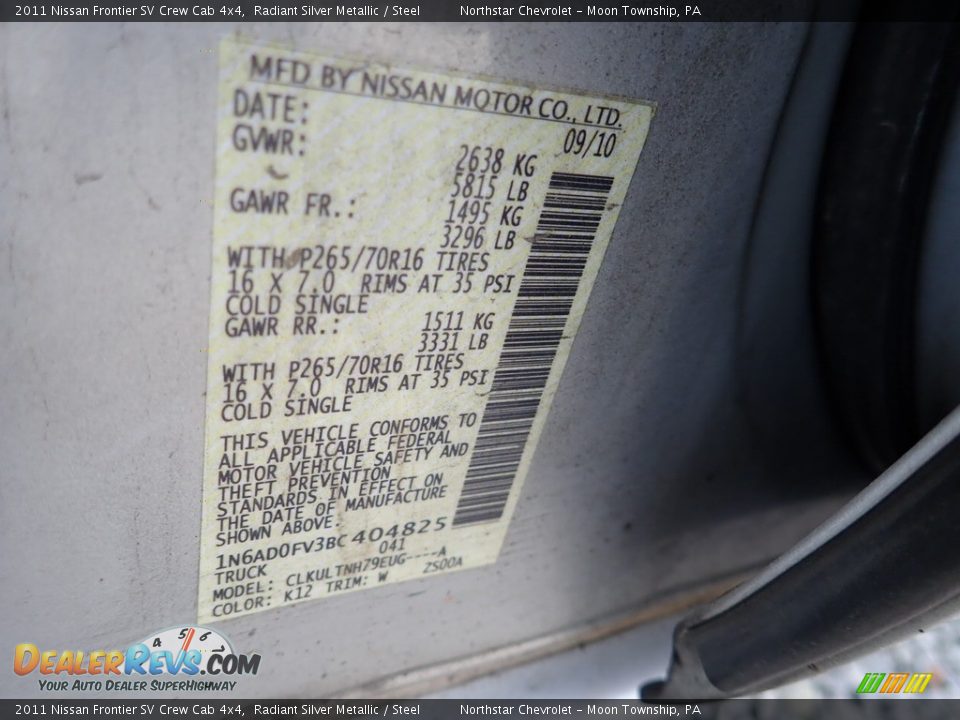 2011 Nissan Frontier SV Crew Cab 4x4, Radiant Silver Metallic / Steel Northstar Chevrolet - Moon Township, PA
MFD BY NISSAN MOTOR CO., LTD.
DATE: 09/10
GVWR: 2638 KG
5815 LB
GAWR FR.: 1495 KG
3296 LB
WITH P265/70R16 TIRES
16 X 7.0 RIMS AT 35 PSI
COLD SINGLE
GAWR RR.: 1511 KG
3331 LB
WITH P265/70R16 TIRES
16 X 7.0 RIMS AT 35 PSI
COLD SINGLE
THIS VEHICLE CONFORMS TO
ALL APPLICABLE FEDERAL
MOTOR VEHICLE SAFETY AND
THEFT PREVENTION
STANDARDS IN EFFECT ON
THE DATE OF MANUFACTURE
SHOWN ABOVE.
1N6AD0FV3BC404825
TRUCK 041
MODEL: CLKULTNH79EUG----A
COLOR: K12 TRIM: W ZS00A
4 5 6
DEALERREVS.COM
YOUR AUTO DEALER SUPERHIGHWAY
2011 Nissan Frontier SV Crew Cab 4x4, Radiant Silver Metallic / Steel Northstar Chevrolet - Moon Township, PA